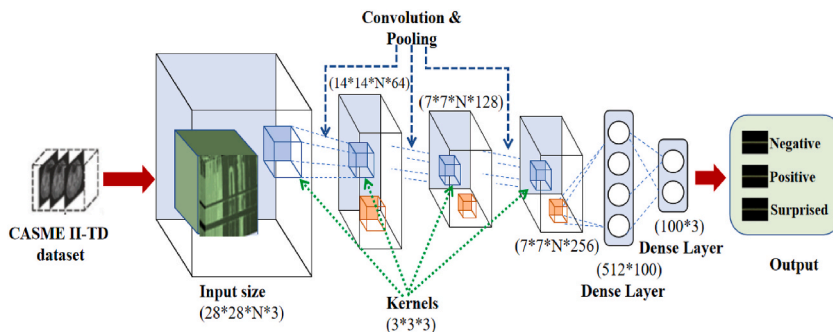 Convolution &
Pooling
(14*14*N*64)
(7*7*N*128)
Negative
Positive
Surprised
CASME II-TD
dataset
(7*7*N*256)
(100*3)
Dense Layer
Input size
(28*28*N*3)
Kernels
(3*3*3)
(512*100)
Dense Layer
Output